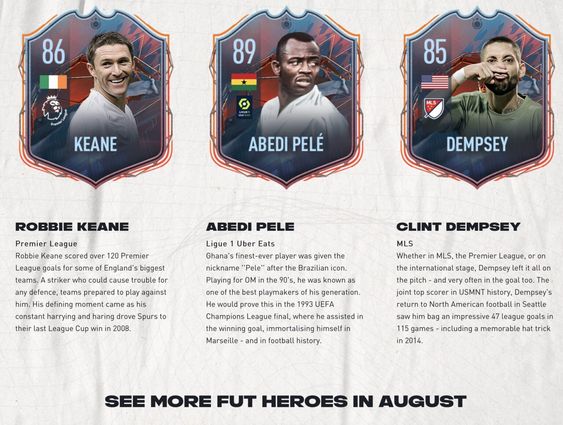 86
89
85
KEANE
ABEDI PELÉ
DEMPSEY
ROBBIE KEANE
Premier League
Robbie Keane scored over 120 Premier
League goals for some of England's biggest
teams. A striker who could cause trouble for
any defence, teams prepared to play against
him. His defining moment came as his
constant harrying and haring drove Spurs to
their last League Cup win in 2008.
ABEDI PELE
Ligue 1 Uber Eats
Ghana's finest-ever player was given the
nickname "Pele" after the Brazilian icon.
Playing for OM in the 90's, he was known as
one of the best playmakers of his generation.
He would prove this in the 1993 UEFA
Champions League final, where he assisted in
the winning goal, immortalising himself in
Marseille - and in football history.
CLINT DEMPSEY
MLS
Whether in MLS, the Premier League, or on
the international stage, Dempsey left it all on
the pitch - and very often in the goal too. The
joint top scorer in USMNT history, Dempsey's
return to North American football in Seattle
saw him bag an impressive 47 league goals in
115 games - including a memorable hat trick
in 2014.
SEE MORE FUT HEROES IN AUGUST